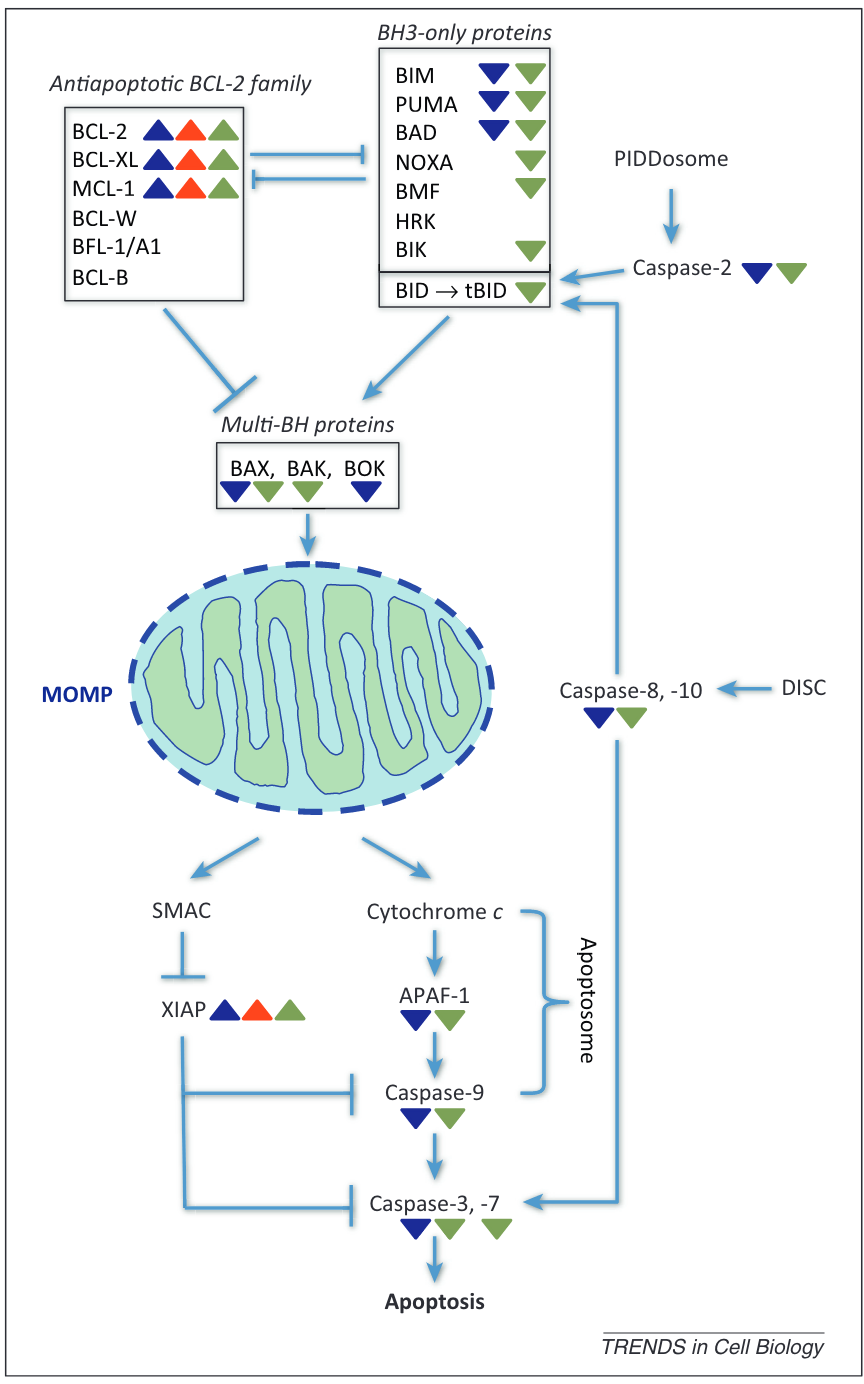 BH3-only proteins
Antiapoptotic BCL-2 family
BCL-2
BCL-XL
MCL-1
BCL-W
BFL-1/A1
BCL-B
BIM
PUMA
BAD
NOXA
BMF
HRK
BIK
BID → tBID
PIDDosome
Caspase-2
Multi-BH proteins
BAX, BAK, BOK
MOMP
Caspase-8, -10
DISC
SMAC
Cytochrome c
XIAP
APAF-1
Apoptosome
Caspase-9
Caspase-3, -7
Apoptosis
TRENDS in Cell Biology